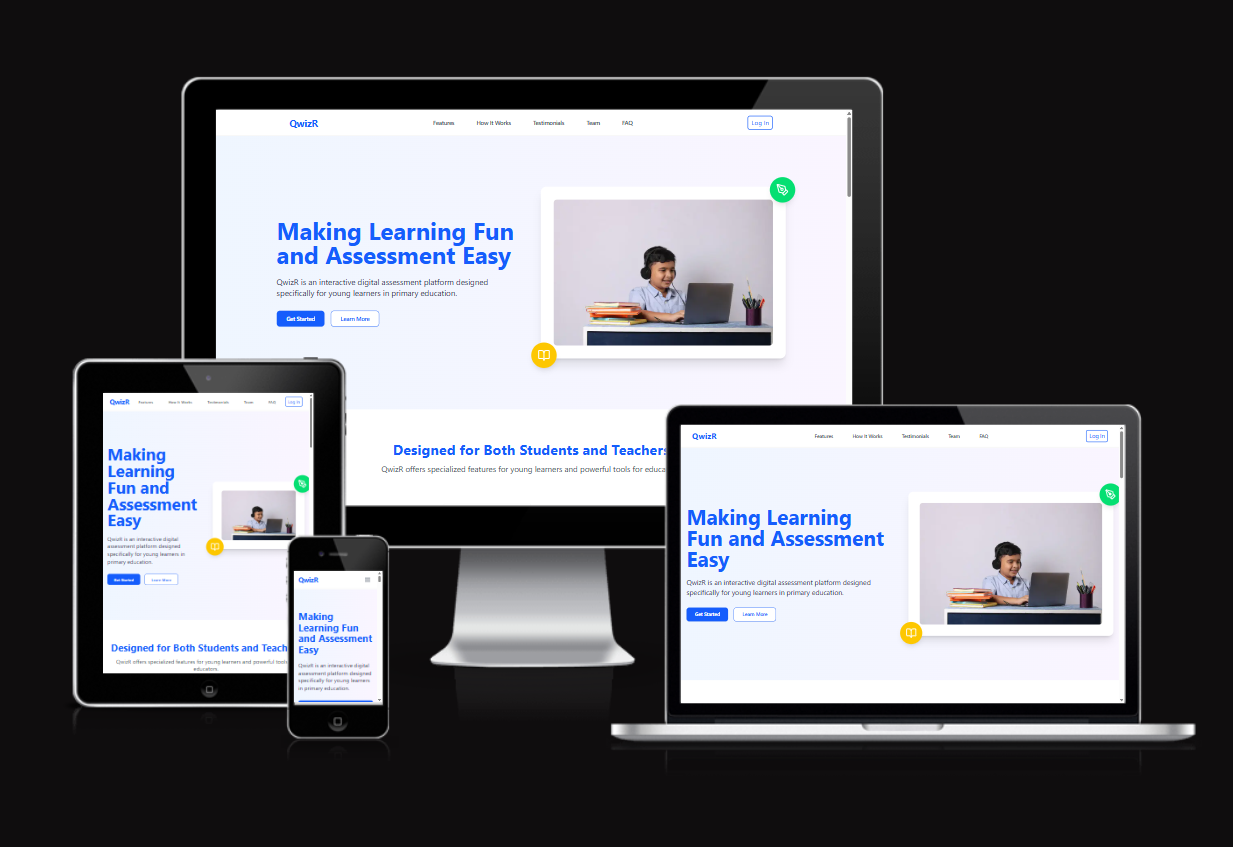 QwizR
Features How It Works Testimonials Team FAQ
Log In
Making Learning Fun
and Assessment Easy
QwizR is an interactive digital assessment platform designed
specifically for young learners in primary education.
Get Started Learn More
Designed for Both Students and Teachers
QwizR offers specialized features for young learners and powerful tools for educa
QwizR Features How It Works Testimonials Team FAQ Log In
Making
Learning
Fun and
Assessment
Easy
QwizR is an interactive digital
assessment platform designed
specifically for young learners in
primary education.
Get Started Learn More
Designed for Both Students and Teach
QwizR offers specialized features for young learners and powerful tools
educators.
QwizR
Making
Learning Fun
and Assessment
Easy
QwizR is an interactive digital
assessment platform designed
specifically for young learners
in primary education.
QwizR
Features How It Works Testimonials Team FAQ
Log In
Making Learning
Fun and Assessment
Easy
QwizR is an interactive digital assessment platform designed
specifically for young learners in primary education.
Get Started Learn More